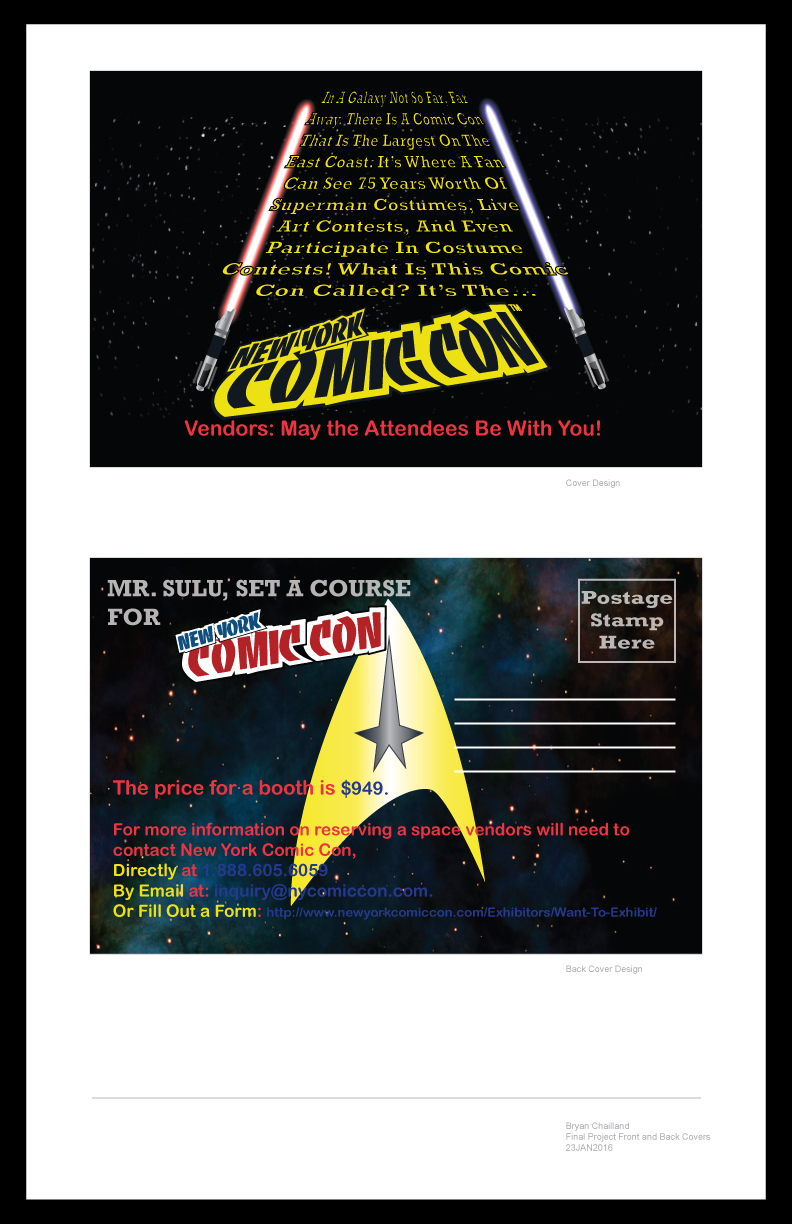 In A Galaxy Not So Far, Far
Away. There Is A Comic Con
That Is The Largest On The
East Coast. It's Where A Fan
Can See 75 Years Worth Of
Superman Costumes, Live
Art Contests, And Even
Participate In Costume
Contests! What Is This Comic
Con Called? It's The...
NEW YORK
COMIC CON™
Vendors: May the Attendees Be With You!
Cover Design
MR. SULU, SET A COURSE
FOR
NEW YORK
COMIC CON
Postage
Stamp
Here
The price for a booth is $949.
For more information on reserving a space vendors will need to
contact New York Comic Con,
Directly at 1.888.605.6059
By Email at: inquiry@nycomiccon.com.
Or Fill Out a Form: http://www.newyorkcomiccon.com/Exhibitors/Want-To-Exhibit/
Back Cover Design
Bryan Chailland
Final Project Front and Back Covers
23JAN2016